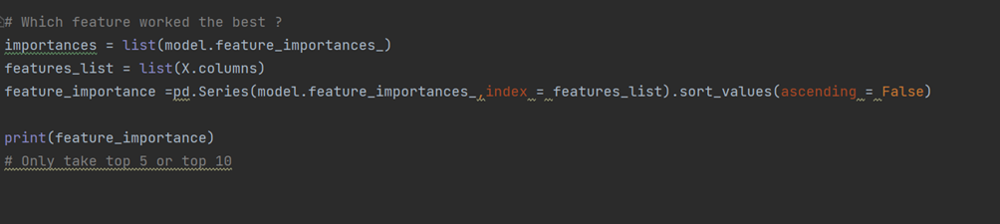 # Which feature worked the best ?
importances = list(model.feature_importances_)
features_list = list(X.columns)
feature_importance =pd.Series(model.feature_importances_,index = features_list).sort_values(ascending = False)
print(feature_importance)
# Only take top 5 or top 10